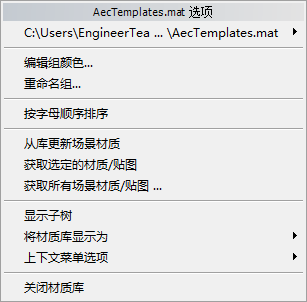 AecTemplates.mat 选项
C:\Users\EngineerTea ... \AecTemplates.mat
编辑组颜色...
重命名组...
按字母顺序排序
从库更新场景材质
获取选定的材质/贴图
获取所有场景材质/贴图 ...
显示子树
将材质库显示为
上下文菜单选项
关闭材质库